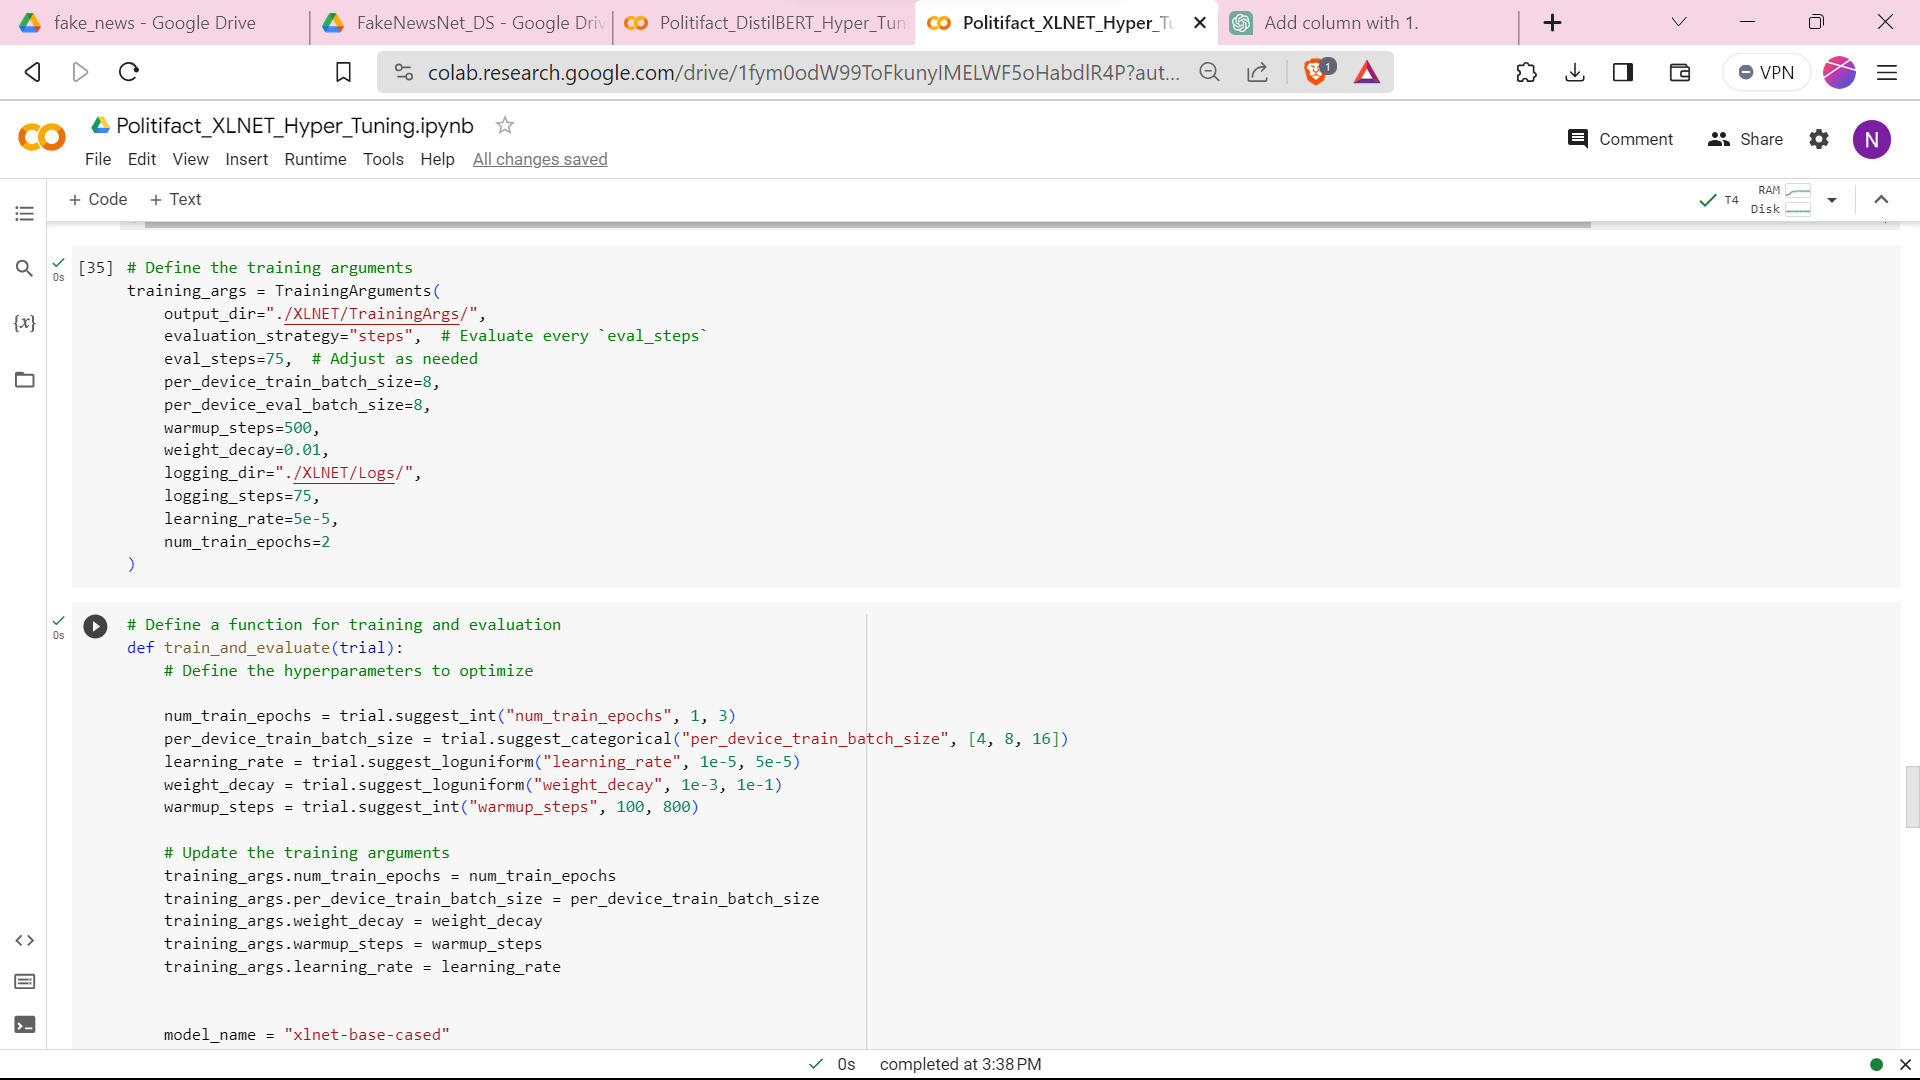 fake_news - Google Drive
FakeNewsNet_DS - Google Driv
Politifact_DistilBERT_Hyper_Tun
Politifact_XLNET_Hyper_Tu
Add column with 1.
colab.research.google.com/drive/1fym0odW99ToFkunyIMELWF5oHabdlR4P?aut...
1
VPN
Politifact_XLNET_Hyper_Tuning.ipynb
Comment
Share
N
File Edit View Insert Runtime Tools Help All changes saved
+ Code + Text
T4
RAM
Disk
{x}
0s
[35] # Define the training arguments
training_args = TrainingArguments(
    output_dir="./XLNET/TrainingArgs/",
    evaluation_strategy="steps",  # Evaluate every `eval_steps`
    eval_steps=75,  # Adjust as needed
    per_device_train_batch_size=8,
    per_device_eval_batch_size=8,
    warmup_steps=500,
    weight_decay=0.01,
    logging_dir="./XLNET/Logs/",
    logging_steps=75,
    learning_rate=5e-5,
    num_train_epochs=2
)
0s
# Define a function for training and evaluation
def train_and_evaluate(trial):
    # Define the hyperparameters to optimize
    num_train_epochs = trial.suggest_int("num_train_epochs", 1, 3)
    per_device_train_batch_size = trial.suggest_categorical("per_device_train_batch_size", [4, 8, 16])
    learning_rate = trial.suggest_loguniform("learning_rate", 1e-5, 5e-5)
    weight_decay = trial.suggest_loguniform("weight_decay", 1e-3, 1e-1)
    warmup_steps = trial.suggest_int("warmup_steps", 100, 800)
    # Update the training arguments
    training_args.num_train_epochs = num_train_epochs
    training_args.per_device_train_batch_size = per_device_train_batch_size
    training_args.weight_decay = weight_decay
    training_args.warmup_steps = warmup_steps
    training_args.learning_rate = learning_rate
    model_name = "xlnet-base-cased"
0s completed at 3:38 PM